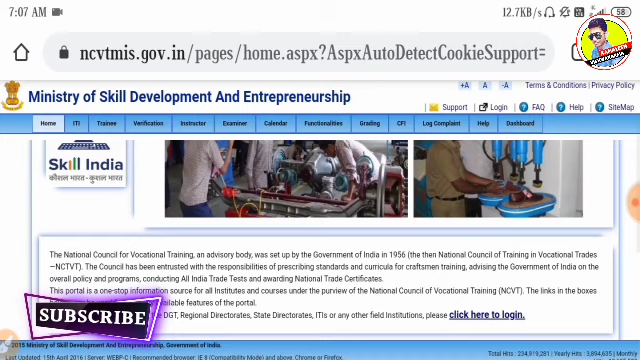 7:07 AM
12.7KB/s 58
ncvtmis.gov.in/pages/home.aspx?AspxAutoDetectCookieSupport=
+A A -A Terms & Conditions | Privacy Policy
Ministry of Skill Development And Entrepreneurship
Support Login FAQ Help SiteMap
Home ITI Trainee Verification Instructor Examiner Calendar Functionalities Grading CFI Log Complaint Help Dashboard
Skill India
कौशल भारत-कुशल भारत
The National Council for Vocational Training, an advisory body, was set up by the Government of India in 1956 (the then National Council of Training in Vocational Trades
—NCTVT). The Council has been entrusted with the responsibilities of prescribing standards and curricula for craftsmen training, advising the Government of India on the
overall policy and programs, conducting All India Trade Tests and awarding National Trade Certificates.
This portal is a one-stop information source for all Institutes and courses under the purview of the National Council of Vocational Training (NCVT). The links in the boxes
available features of the portal.
DGT, Regional Directorates, State Directorates, ITIs or any other field Institutions, please click here to login.
SUBSCRIBE
2015 Ministry of Skill Development And Entrepreneurship, Government of India.
Last Updated: 15th April 2016 | Server: WEBP-C | Recommended browser: IE 8 (Compatibility Mode) and above, Chrome or Firefox.
Total Hits : 234,919,281 | Yearly Hits : 3,894,635 | Monthly